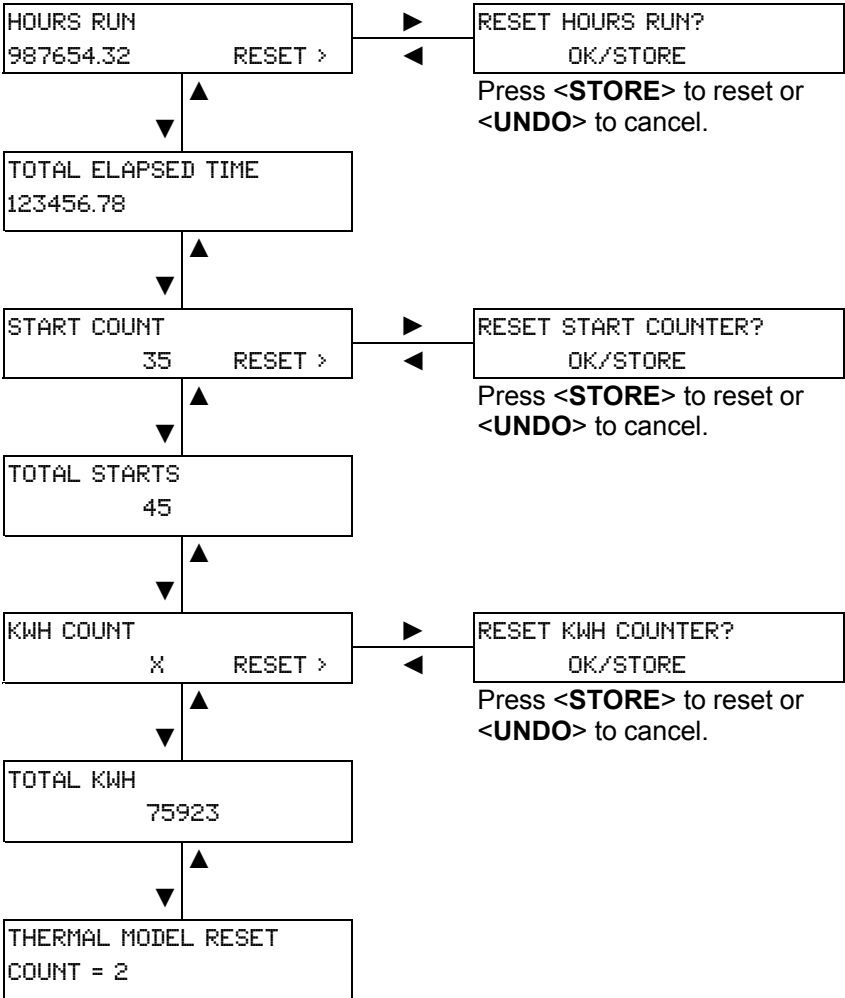 HOURS RUN
987654.32 RESET >
►
◄
RESET HOURS RUN?
OK/STORE
Press <STORE> to reset or
<UNDO> to cancel.
▲
▼
TOTAL ELAPSED TIME
123456.78
▲
▼
START COUNT
35 RESET >
►
◄
RESET START COUNTER?
OK/STORE
Press <STORE> to reset or
<UNDO> to cancel.
▲
▼
TOTAL STARTS
45
▲
▼
KWH COUNT
X RESET >
►
◄
RESET KWH COUNTER?
OK/STORE
Press <STORE> to reset or
<UNDO> to cancel.
▲
▼
TOTAL KWH
75923
▲
▼
THERMAL MODEL RESET
COUNT = 2